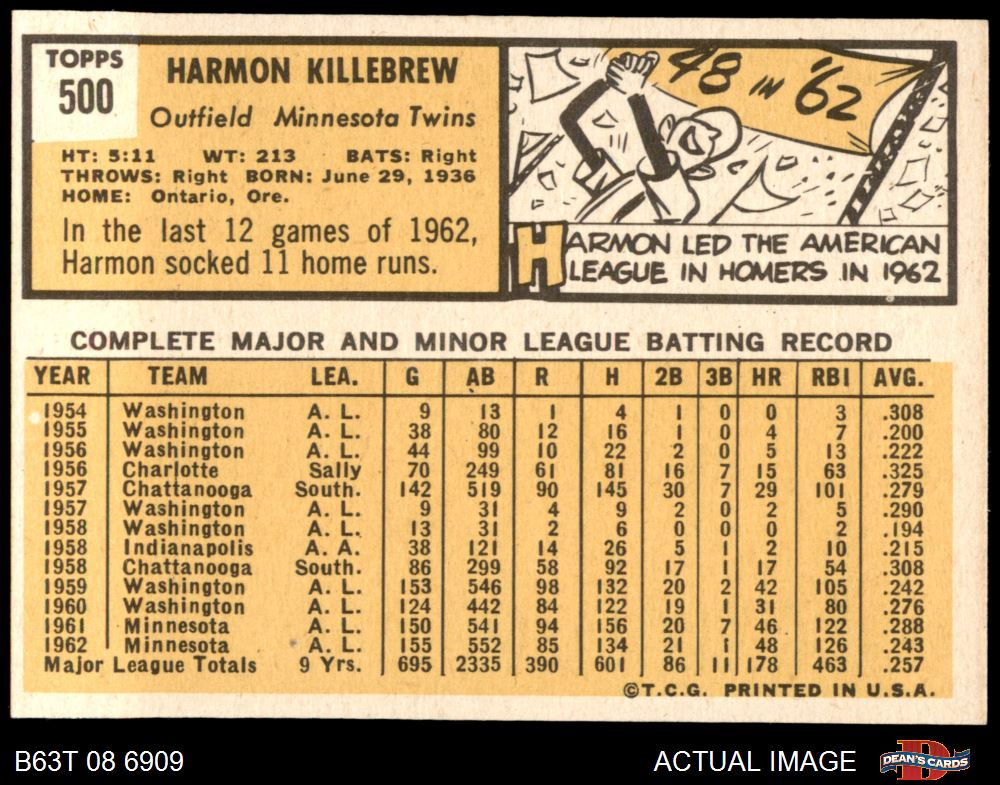 TOPPS
500
HARMON KILLEBREW
Outfield Minnesota Twins
HT: 5:11 WT: 213 BATS: Right
THROWS: Right BORN: June 29, 1936
HOME: Ontario, Ore.
In the last 12 games of 1962,
Harmon socked 11 home runs.
48 IN '62
HARMON LED THE AMERICAN
LEAGUE IN HOMERS IN 1962
COMPLETE MAJOR AND MINOR LEAGUE BATTING RECORD
YEAR TEAM LEA. G AB R H 2B 3B HR RBI AVG.
1954 Washington A. L. 9 13 1 4 1 0 0 3 .308
1955 Washington A. L. 38 80 12 16 1 0 4 7 .200
1956 Washington A. L. 44 99 10 22 2 0 5 13 .222
1956 Charlotte Sally 70 249 61 81 16 7 15 63 .325
1957 Chattanooga South. 142 519 90 145 30 7 29 101 .279
1957 Washington A. L. 9 31 4 9 2 0 2 5 .290
1958 Washington A. L. 13 31 2 6 0 0 0 2 .194
1958 Indianapolis A. A. 38 121 14 26 5 1 2 10 .215
1958 Chattanooga South. 86 299 58 92 17 1 17 54 .308
1959 Washington A. L. 153 546 98 132 20 2 42 105 .242
1960 Washington A. L. 124 442 84 122 19 1 31 80 .276
1961 Minnesota A. L. 150 541 94 156 20 7 46 122 .288
1962 Minnesota A. L. 155 552 85 134 21 1 48 126 .243
Major League Totals 9 Yrs. 695 2335 390 601 86 11 178 463 .257
©T.C.G. PRINTED IN U.S.A.
B63T 08 6909
ACTUAL IMAGE
D
DEAN'S CARDS